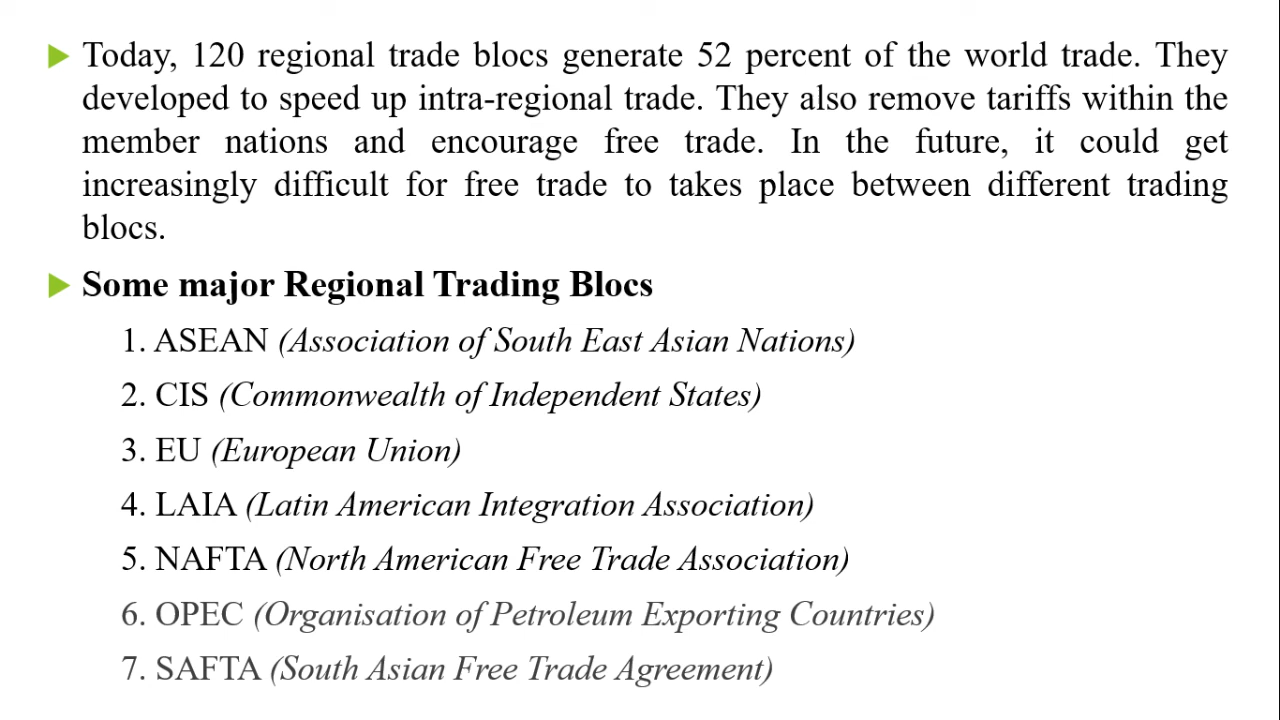 Today, 120 regional trade blocs generate 52 percent of the world trade. They
developed to speed up intra-regional trade. They also remove tariffs within the
member nations and encourage free trade. In the future, it could get
increasingly difficult for free trade to takes place between different trading
blocs.
Some major Regional Trading Blocs
1. ASEAN (Association of South East Asian Nations)
2. CIS (Commonwealth of Independent States)
3. EU (European Union)
4. LAIA (Latin American Integration Association)
5. NAFTA (North American Free Trade Association)
6. OPEC (Organisation of Petroleum Exporting Countries)
7. SAFTA (South Asian Free Trade Agreement)